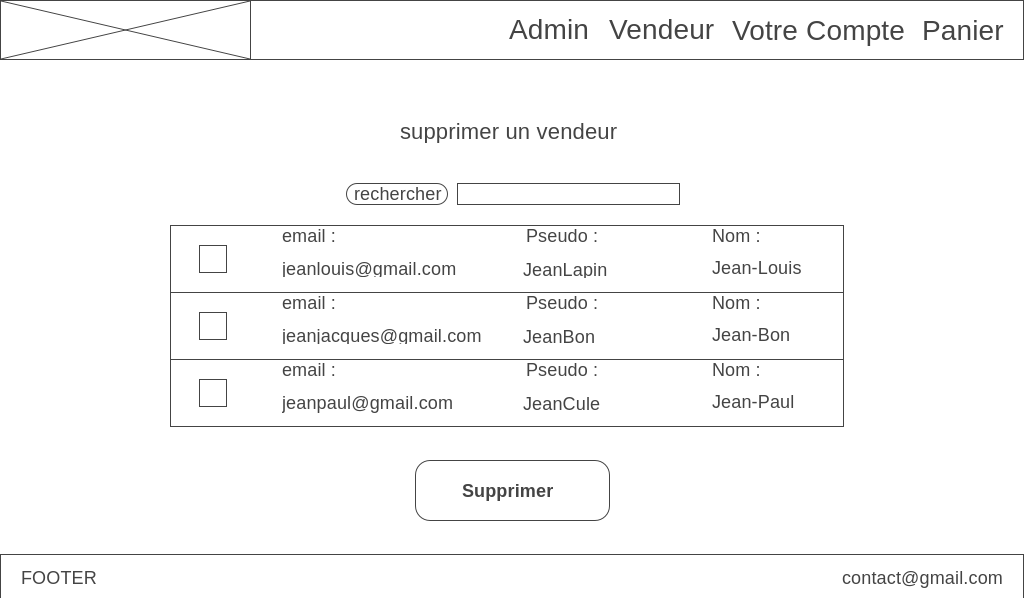 Admin Vendeur Votre Compte Panier
supprimer un vendeur
rechercher
email : Pseudo : Nom :
jeanlouis@gmail.com JeanLapin Jean-Louis
email : Pseudo : Nom :
jeanjacques@gmail.com JeanBon Jean-Bon
email : Pseudo : Nom :
jeanpaul@gmail.com JeanCule Jean-Paul
Supprimer
FOOTER contact@gmail.com